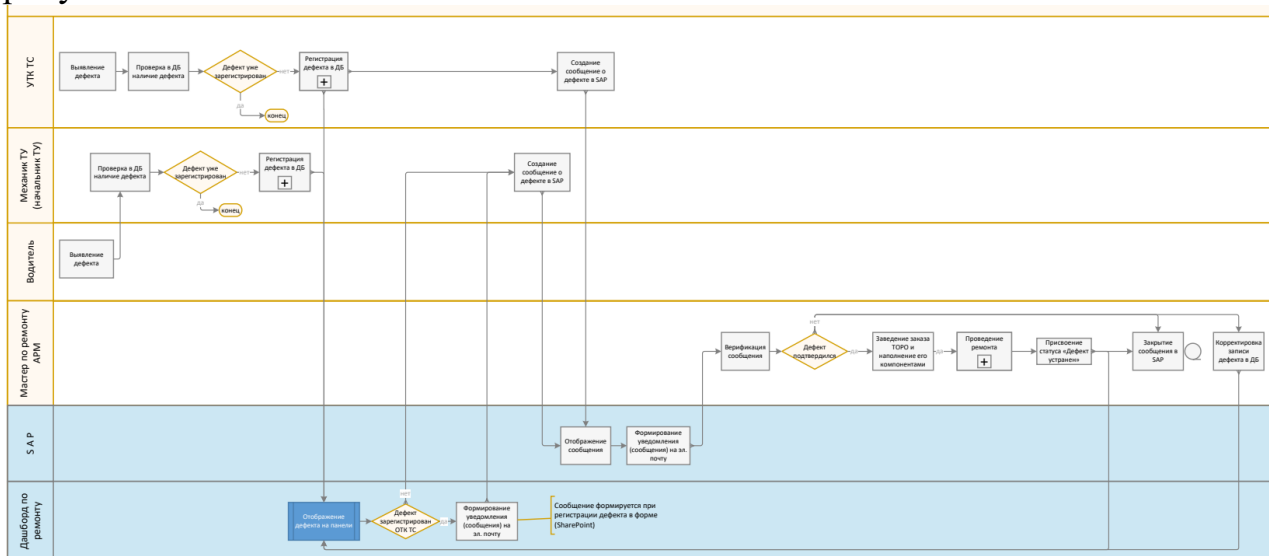 УТК ТС
Выявление
дефекта
Проверка в ДБ
наличие дефекта
Дефект уже
зарегистрирован
нет
да
конец
Регистрация
дефекта в ДБ
Создание
сообщение о
дефекте в SAP
Механик ТУ
(начальник ТУ)
Проверка в ДБ
наличие дефекта
Дефект уже
зарегистрирован
нет
да
конец
Регистрация
дефекта в ДБ
Создание
сообщение о
дефекте в SAP
Водитель
Выявление
дефекта
Мастер по ремонту
АРМ
Верификация
сообщения
Дефект
подтвердился
нет
да
Заведение заказа
ТОРО и
наполнение его
компонентами
да
Проведение
ремонта
Присвоение
статуса «Дефект
устранен»
Закрытие
сообщения в
SAP
Корректировка
записи
дефекта в ДБ
S A P
Отображение
сообщения
Формирование
уведомления
(сообщения) на эл.
почту
Дашборд по
ремонту
Отображение
дефекта на панели
нет
Дефект
зарегистрирован
ОТК ТС
да
Формирование
уведомления
(сообщения) на
эл. почту
Сообщение формируется при
регистрации дефекта в форме
(SharePoint)